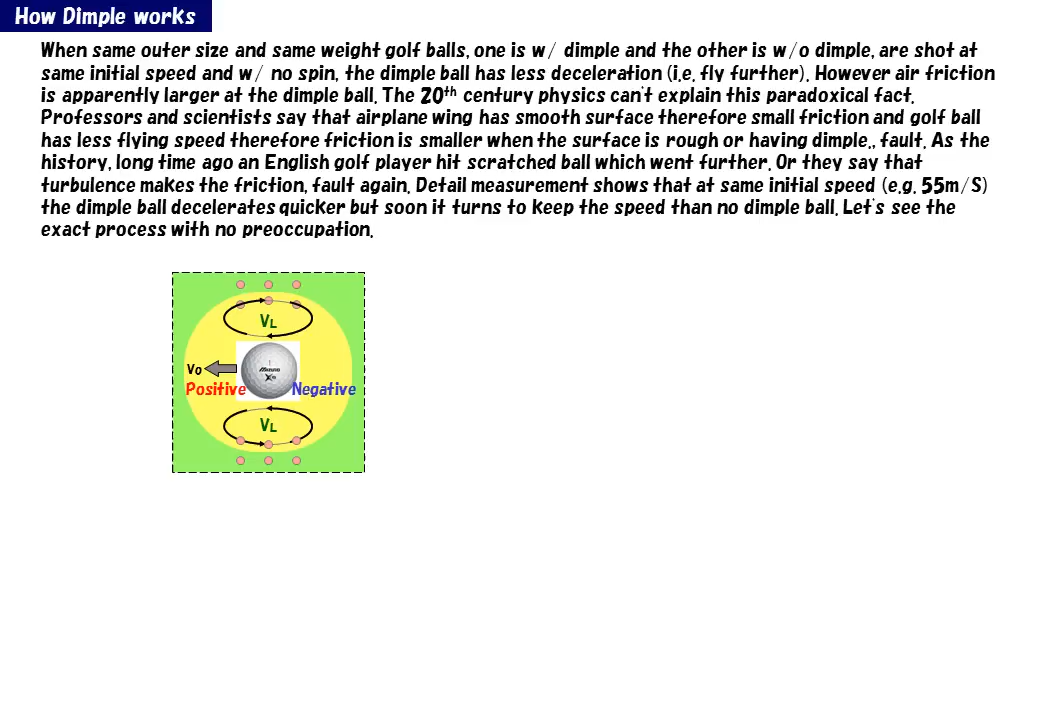 How Dimple works
When same outer size and same weight golf balls, one is w/ dimple and the other is w/o dimple, are shot at
same initial speed and w/ no spin, the dimple ball has less deceleration (i.e. fly further). However air friction
is apparently larger at the dimple ball. The 20th century physics can't explain this paradoxical fact.
Professors and scientists say that airplane wing has smooth surface therefore small friction and golf ball
has less flying speed therefore friction is smaller when the surface is rough or having dimple., fault. As the
history, long time ago an English golf player hit scratched ball which went further. Or they say that
turbulence makes the friction, fault again. Detail measurement shows that at same initial speed (e.g. 55m/S)
the dimple ball decelerates quicker but soon it turns to keep the speed than no dimple ball. Let's see the
exact process with no preoccupation.
VL
MIZUNO
Vo
Positive
Negative
VL